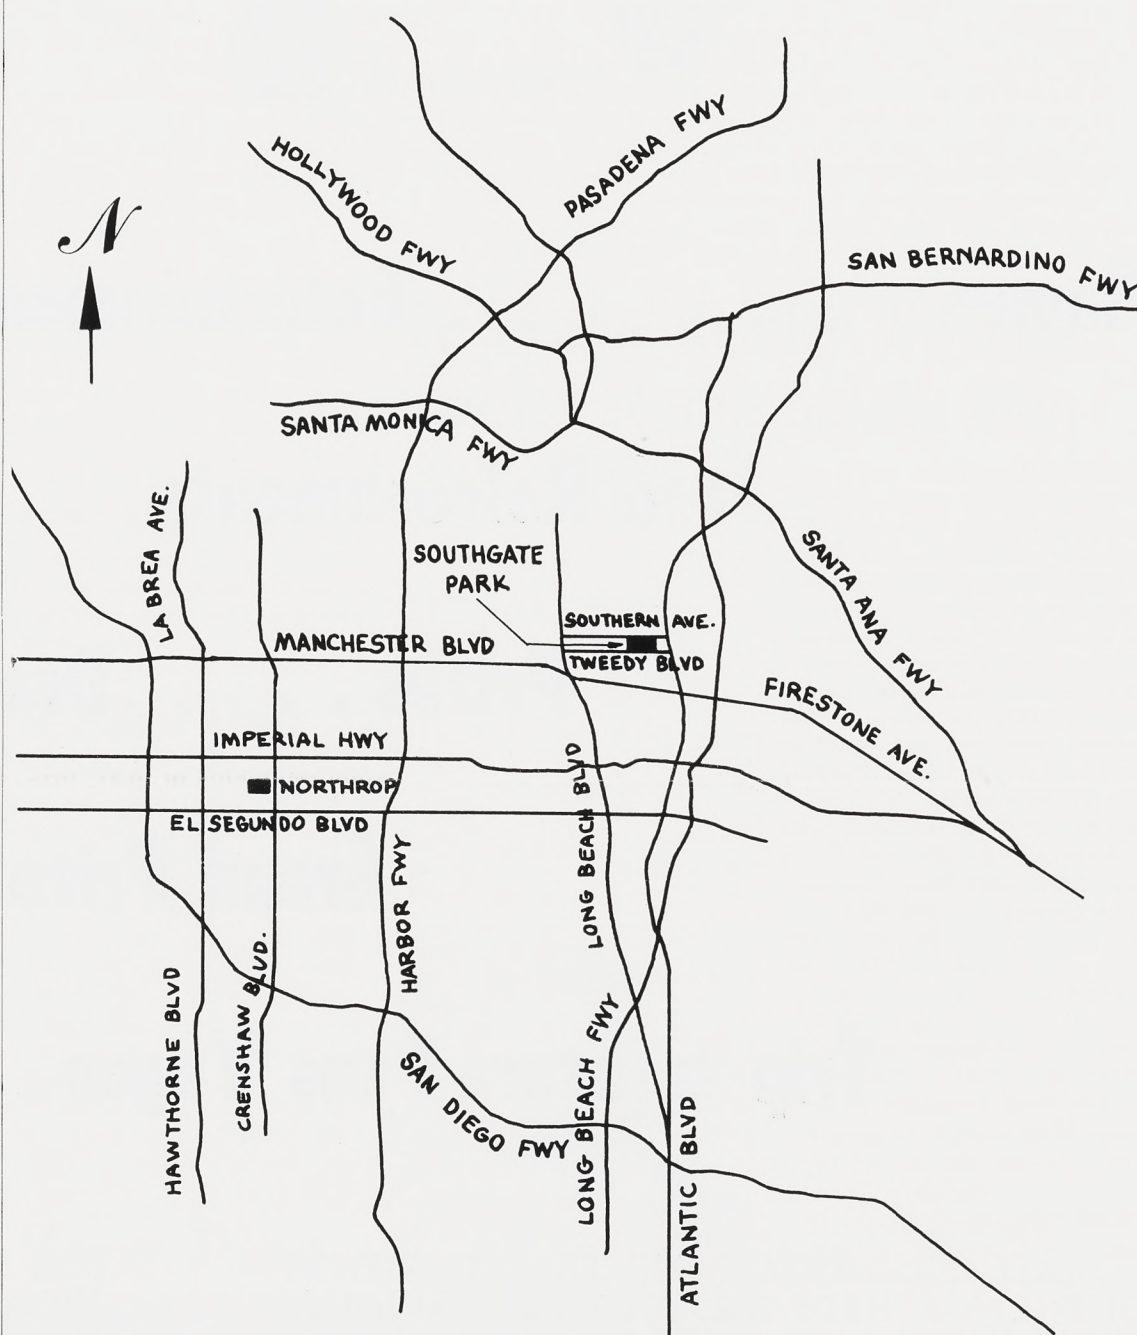 HOLLYWOOD FWY
PASADENA FWY
N
SAN BERNARDINO FWY
SANTA MONICA FWY
LA BREA AVE.
SOUTHGATE
PARK
SANTA ANA FWY
SOUTHERN AVE.
MANCHESTER BLVD
TWEEDY BLVD
FIRESTONE AVE.
IMPERIAL HWY
NORTHROP
EL SEGUNDO BLVD
LONG BEACH BLVD
HARBOR FWY
HAWTHORNE BLVD
CRENSHAW BLVD.
SAN DIEGO FWY
LONG BEACH FWY
ATLANTIC BLVD